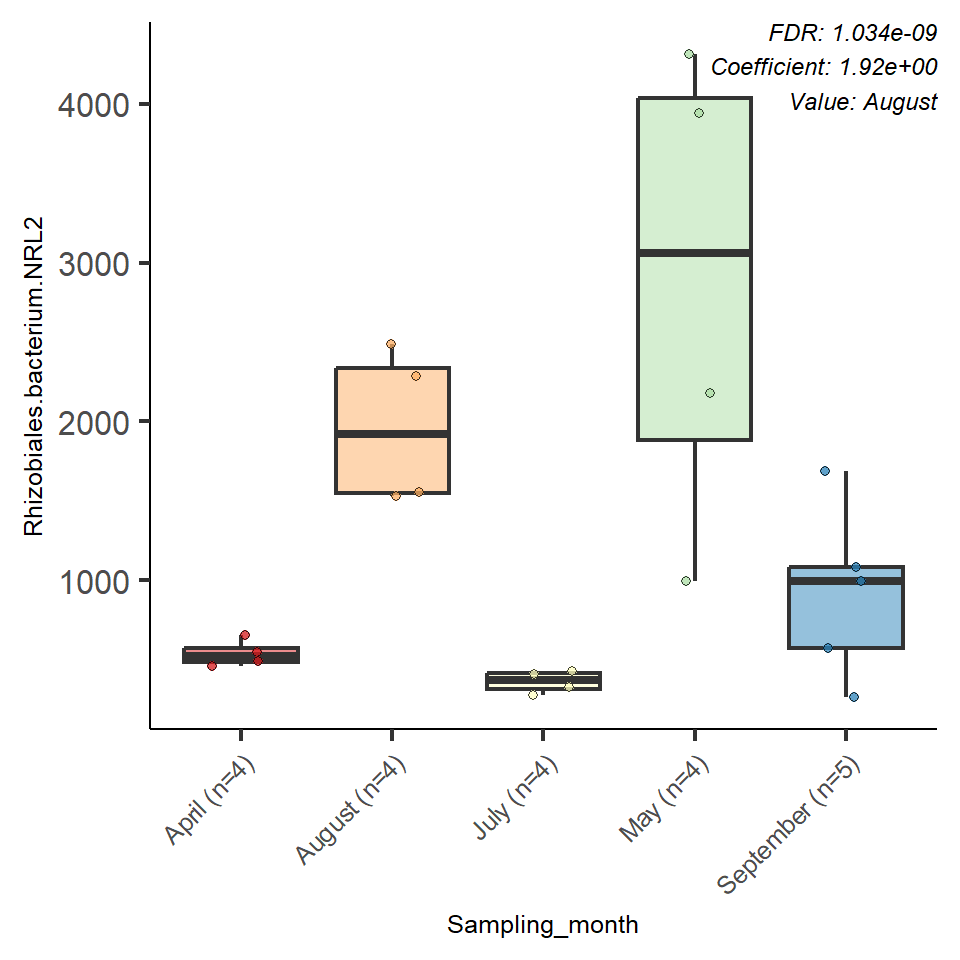 FDR: 1.034e-09
Coefficient: 1.92e+00
Value: August
Rhizobiales.bacterium.NRL2
4000
3000
2000
1000
April (n=4)
August (n=4)
July (n=4)
May (n=4)
September (n=5)
Sampling_month